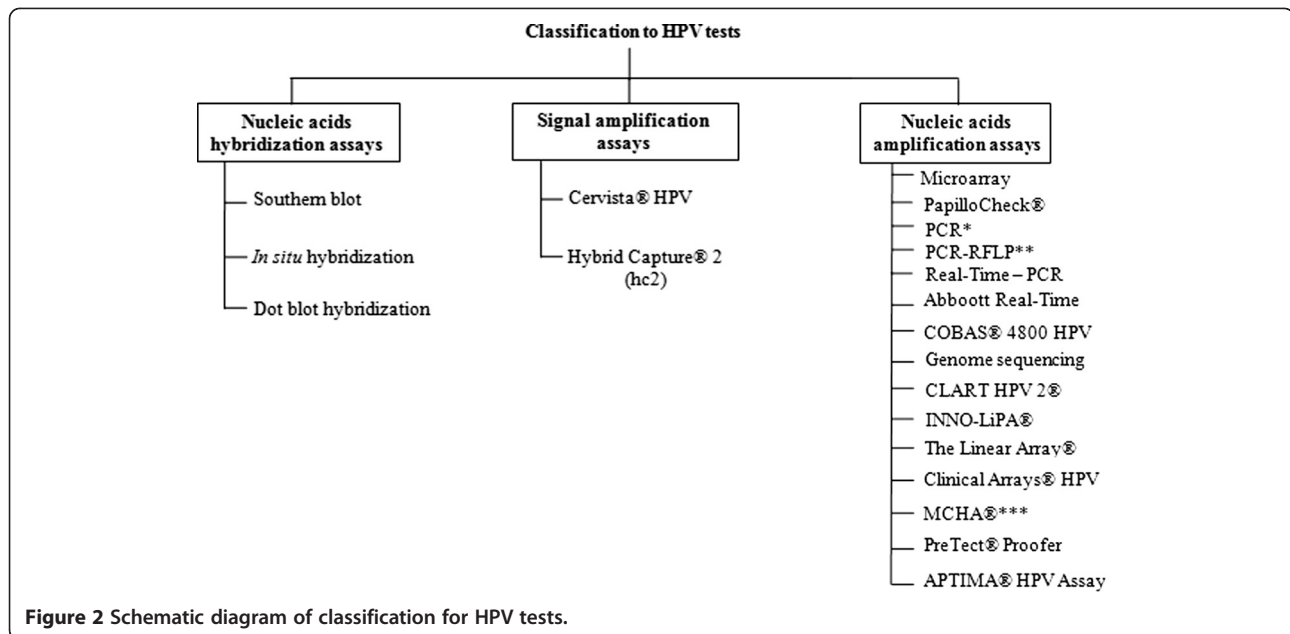 Classification to HPV tests
Nucleic acids
hybridization assays
Southern blot
In situ hybridization
Dot blot hybridization
Signal amplification
assays
Cervista® HPV
Hybrid Capture® 2
(hc2)
Nucleic acids
amplification assays
Microarray
PapilloCheck®
PCR*
PCR-RFLP**
Real-Time – PCR
Abboott Real-Time
COBAS® 4800 HPV
Genome sequencing
CLART HPV 2®
INNO-LiPA®
The Linear Array®
Clinical Arrays® HPV
MCHA®***
PreTect® Proofer
APTIMA® HPV Assay
Figure 2 Schematic diagram of classification for HPV tests.